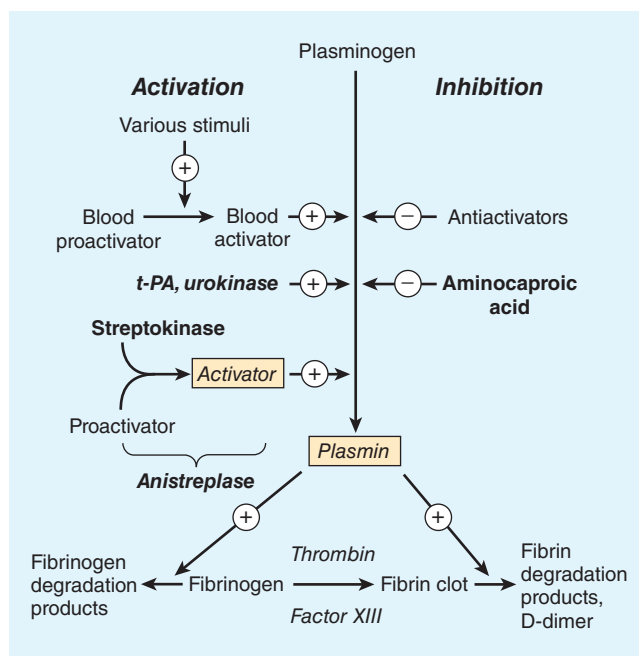 Plasminogen
Activation
Inhibition
Various stimuli
+
Blood
proactivator
Blood
activator
+
−
Antiactivators
t-PA, urokinase
+
−
Aminocaproic
acid
Streptokinase
Activator
+
Proactivator
Plasmin
Anistreplase
+
+
Fibrinogen
degradation
products
Fibrinogen
Thrombin
Factor XIII
Fibrin clot
Fibrin
degradation
products,
D-dimer